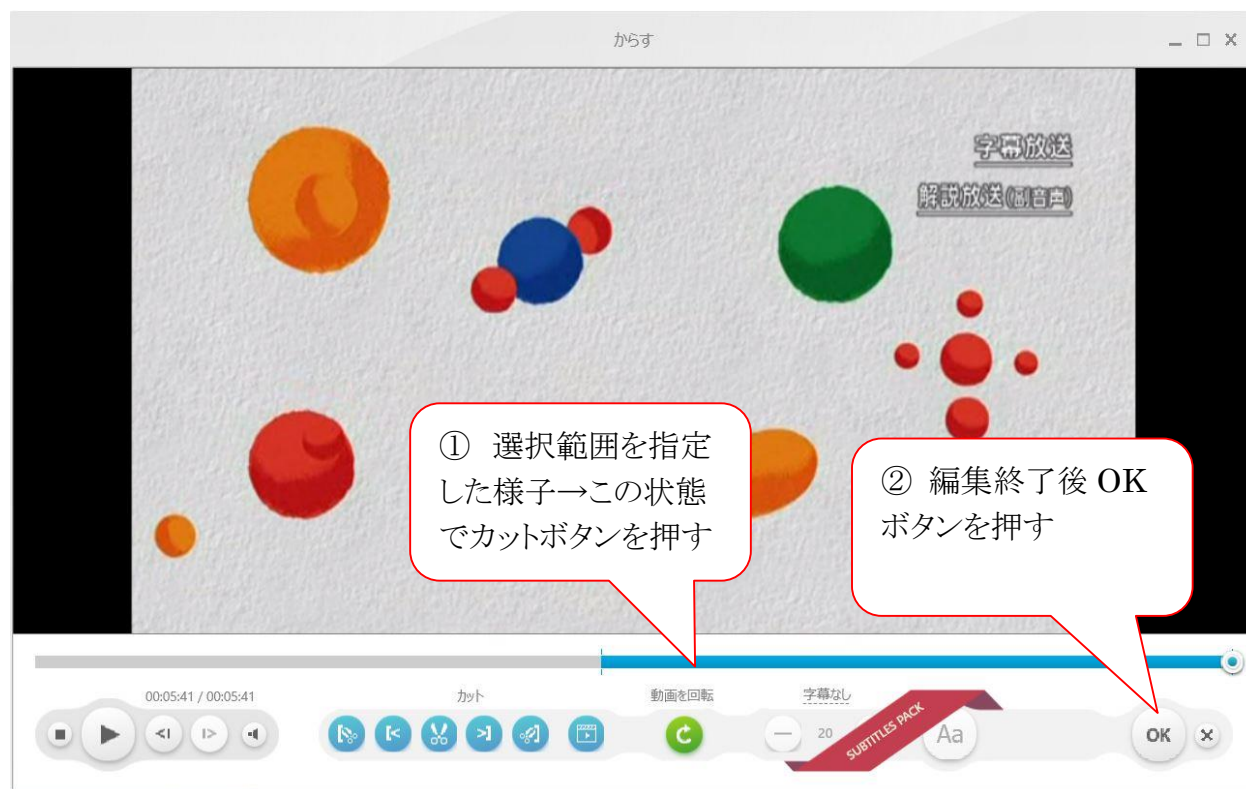 からす
字幕放送
解説放送(副音声)
① 選択範囲を指定
した様子→この状態
でカットボタンを押す
② 編集終了後 OK
ボタンを押す
00:05:41 / 00:05:41
カット
動画を回転
字幕なし
20
SUBTITLES PACK
Aa
OK